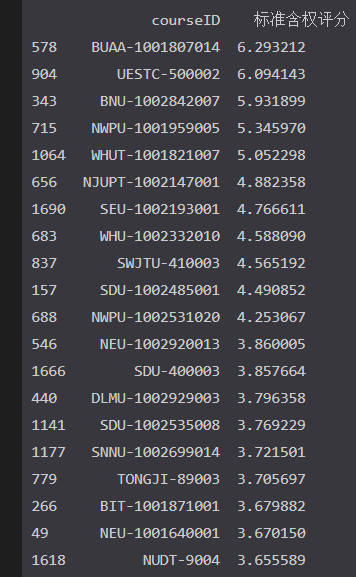 courseID 标准含权评分
578 BUAA-1001807014 6.293212
904 UESTC-500002 6.094143
343 BNU-1002842007 5.931899
715 NWPU-1001959005 5.345970
1064 WHUT-1001821007 5.052298
656 NJUPT-1002147001 4.882358
1690 SEU-1002193001 4.766611
683 WHU-1002332010 4.588090
837 SWJTU-410003 4.565192
157 SDU-1002485001 4.490852
688 NWPU-1002531020 4.253067
546 NEU-1002920013 3.860005
1666 SDU-400003 3.857664
440 DLMU-1002929003 3.796358
1141 SDU-1002535008 3.769229
1177 SNNU-1002699014 3.721501
779 TONGJI-89003 3.705697
266 BIT-1001871001 3.679882
49 NEU-1001640001 3.670150
1618 NUDT-9004 3.655589